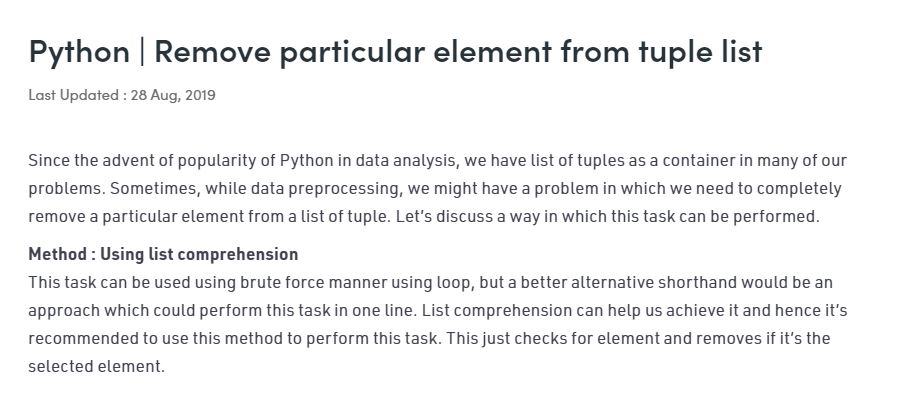 Python | Remove particular element from tuple list
Last Updated : 28 Aug, 2019
Since the advent of popularity of Python in data analysis, we have list of tuples as a container in many of our
problems. Sometimes, while data preprocessing, we might have a problem in which we need to completely
remove a particular element from a list of tuple. Let’s discuss a way in which this task can be performed.
Method : Using list comprehension
This task can be used using brute force manner using loop, but a better alternative shorthand would be an
approach which could perform this task in one line. List comprehension can help us achieve it and hence it’s
recommended to use this method to perform this task. This just checks for element and removes if it’s the
selected element.